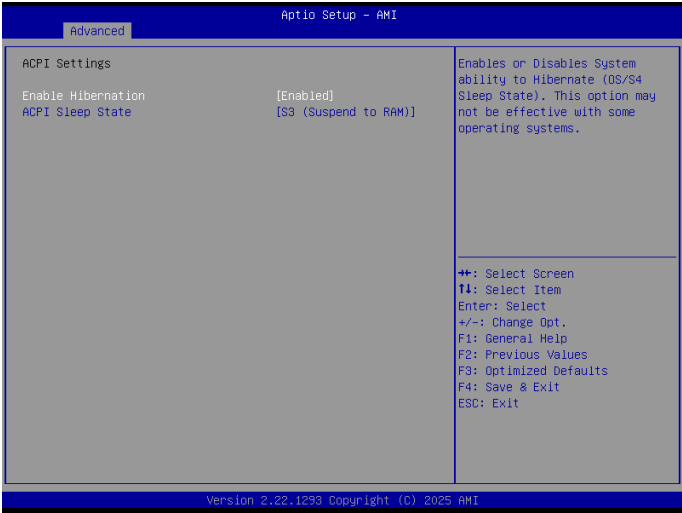 Aptio Setup – AMI
Advanced
ACPI Settings
Enable Hibernation [Enabled]
ACPI Sleep State [S3 (Suspend to RAM)]
Enables or Disables System
ability to Hibernate (OS/S4
Sleep State). This option may
not be effective with some
operating systems.
→←: Select Screen
↑↓: Select Item
Enter: Select
+/-: Change Opt.
F1: General Help
F2: Previous Values
F3: Optimized Defaults
F4: Save & Exit
ESC: Exit
Version 2.22.1293 Copyright (C) 2025 AMI